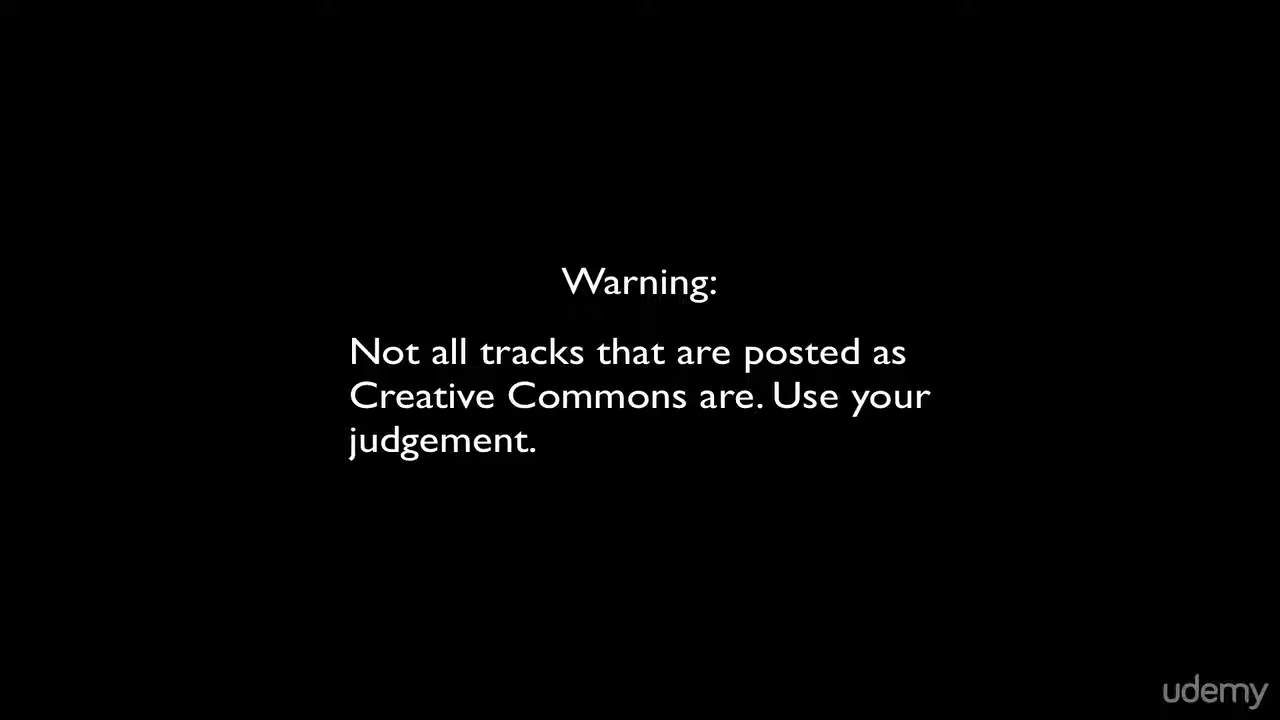 Warning:
Not all tracks that are posted as
Creative Commons are. Use your
judgement.
udemy